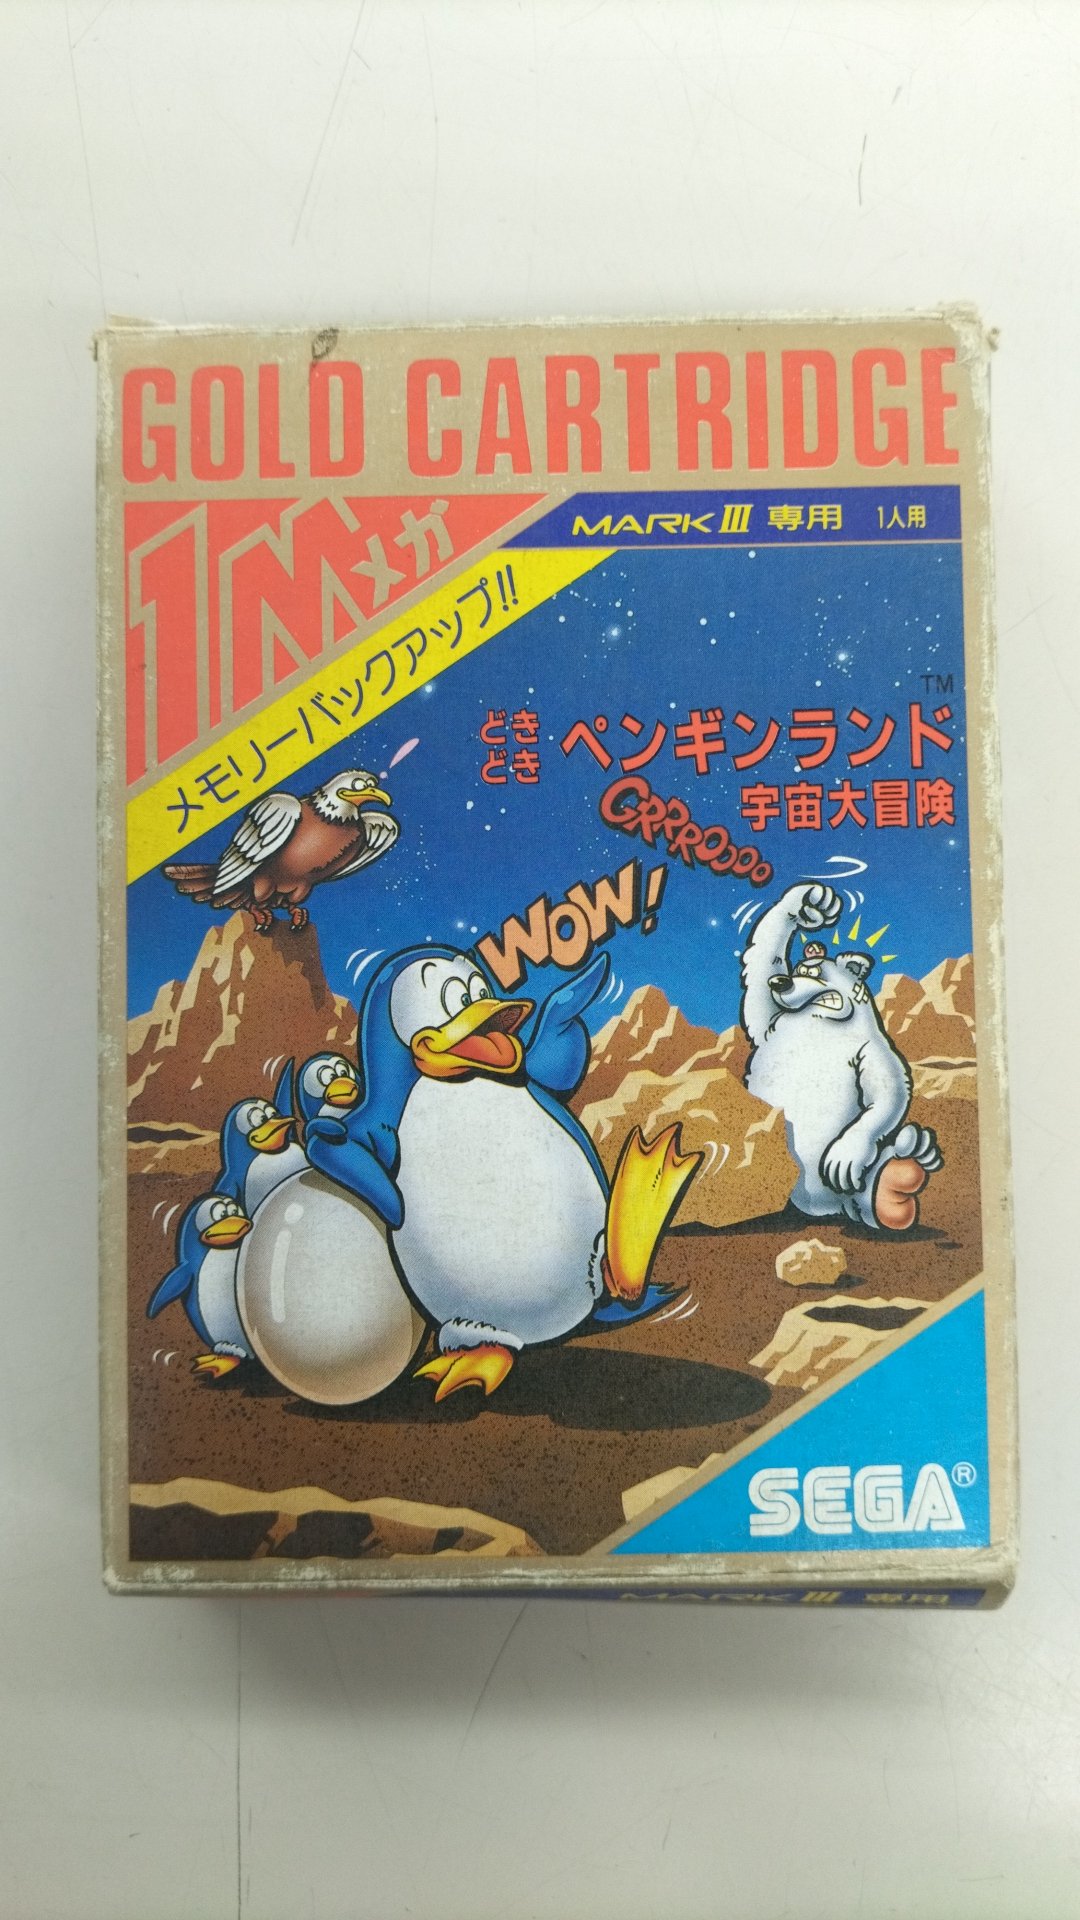 GOLD CARTRIDGE
1Mメガ
MARK III 専用 1人用
メモリーバックアップ!!
TM
どきどき ペンギンランド
宇宙大冒険
GRRROOOO
WOW!
SEGA®
MARK III 専用